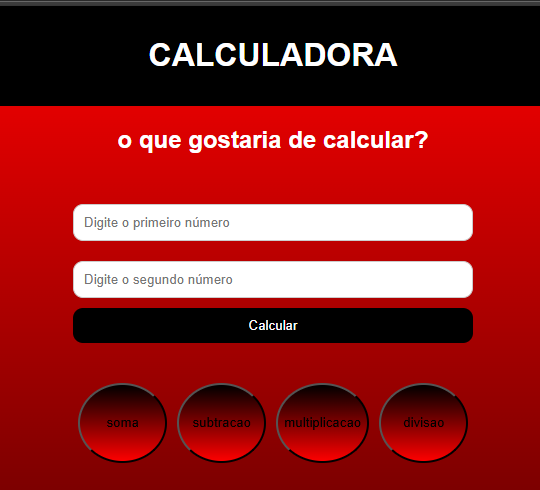 CALCULADORA
o que gostaria de calcular?
Digite o primeiro número
Digite o segundo número
Calcular
soma subtracao multiplicacao divisao